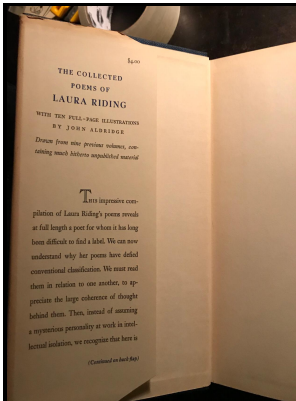 $4.00
THE COLLECTED
POEMS OF
LAURA RIDING
WITH TEN FULL-PAGE ILLUSTRATIONS
BY JOHN ALDRIDGE
Drawn from nine previous volumes, con-
taining much hitherto unpublished material
THIS impressive com-
pilation of Laura Riding's poems reveals
at full length a poet for whom it has long
been difficult to find a label. We can now
understand why her poems have defied
conventional classification. We must read
them in relation to one another, to ap-
preciate the large coherence of thought
behind them. Then, instead of assuming
a mysterious personality at work in intel-
lectual isolation, we recognize that here is
(Continued on back flap)